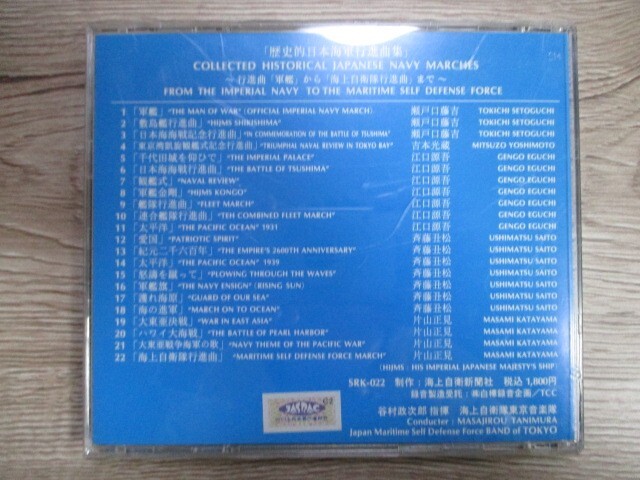 「歴史的日本海軍行進曲集」
COLLECTED HISTORICAL JAPANESE NAVY MARCHES
～行進曲「軍艦」から「海上自衛隊行進曲」まで～
FROM THE IMPERIAL NAVY TO THE MARITIME SELF DEFENSE FORCE
1 「軍艦」 "THE MAN OF WAR" (OFFICIAL IMPERIAL NAVY MARCH) 瀬戸口藤吉 TOKICHI SETOGUCHI
2 「敷島艦行進曲」 "HIJMS SHIKISHIMA" 瀬戸口藤吉 TOKICHI SETOGUCHI
3 「日本海海戦記念行進曲」 "IN COMMEMORATION OF THE BATTLE OF TSUSHIMA" 瀬戸口藤吉 TOKICHI SETOGUCHI
4 「東京湾凱旋観艦式記念行進曲」 "TRIUMPHAL NAVAL REVIEW IN TOKYO BAY" 吉本光蔵 MITSUZO YOSHIMOTO
5 「千代田城を仰ひで」 "THE IMPERIAL PALACE" 江口源吾 GENGO EGUCHI
6 「日本海海戦行進曲」 "THE BATTLE OF TSUSHIMA" 江口源吾 GENGO EGUCHI
7 「観艦式」 "NAVAL REVIEW" 江口源吾 GENGO EGUCHI
8 「軍艦金剛」 "HIJMS KONGO" 江口源吾 GENGO EGUCHI
9 「艦隊行進曲」 "FLEET MARCH" 江口源吾 GENGO EGUCHI
10 「連合艦隊行進曲」 "TEN COMBINED FLEET MARCH" 江口源吾 GENGO EGUCHI
11 「太平洋」 "THE PACIFIC OCEAN" 1931 江口源吾 GENGO EGUCHI
12 「愛国」 "PATRIOTIC SPIRIT" 斉藤丑松 USHIMATSU SAITO
13 「紀元二千六百年」 "THE EMPIRE'S 2600TH ANNIVERSARY" 斉藤丑松 USHIMATSU SAITO
14 「太平洋」 "THE PACIFIC OCEAN" 1939 斉藤丑松 USHIMATSU SAITO
15 「怒濤を蹴って」 "PLOWING THROUGH THE WAVES" 斉藤丑松 USHIMATSU SAITO
16 「軍艦旗」 "THE NAVY ENSIGN" (RISING SUN) 斉藤丑松 USHIMATSU SAITO
17 「護れ海原」 "GUARD OF OUR SEA" 斉藤丑松 USHIMATSU SAITO
18 「海の進軍」 "MARCH ON TO OCEAN" 斉藤丑松 USHIMATSU SAITO
19 「大東亜決戦」 "WAR IN EAST ASIA" 片山正見 MASAMI KATAYAMA
20 「ハワイ大海戦」 "THE BATTLE OF PEARL HARBOR" 片山正見 MASAMI KATAYAMA
21 「大東亜戦争海軍の歌」 "NAVY THEME OF THE PACIFIC WAR" 片山正見 MASAMI KATAYAMA
22 「海上自衛隊行進曲」 "MARITIME SELF DEFENSE FORCE MARCH" 片山正見 MASAMI KATAYAMA
(HIJMS : HIS IMPERIAL JAPANESE MAJESTY'S SHIP)
SRK-022 制作：海上自衛新聞社 税込 1,800円
録音製造受託：㈱自樺録音企画／TCC
JASRAC
谷村政次郎 指揮 海上自衛隊東京音楽隊
Conductor : MASAJIROU TANIMURA
Japan Maritime Sell Defense Force BAND of TOKYO